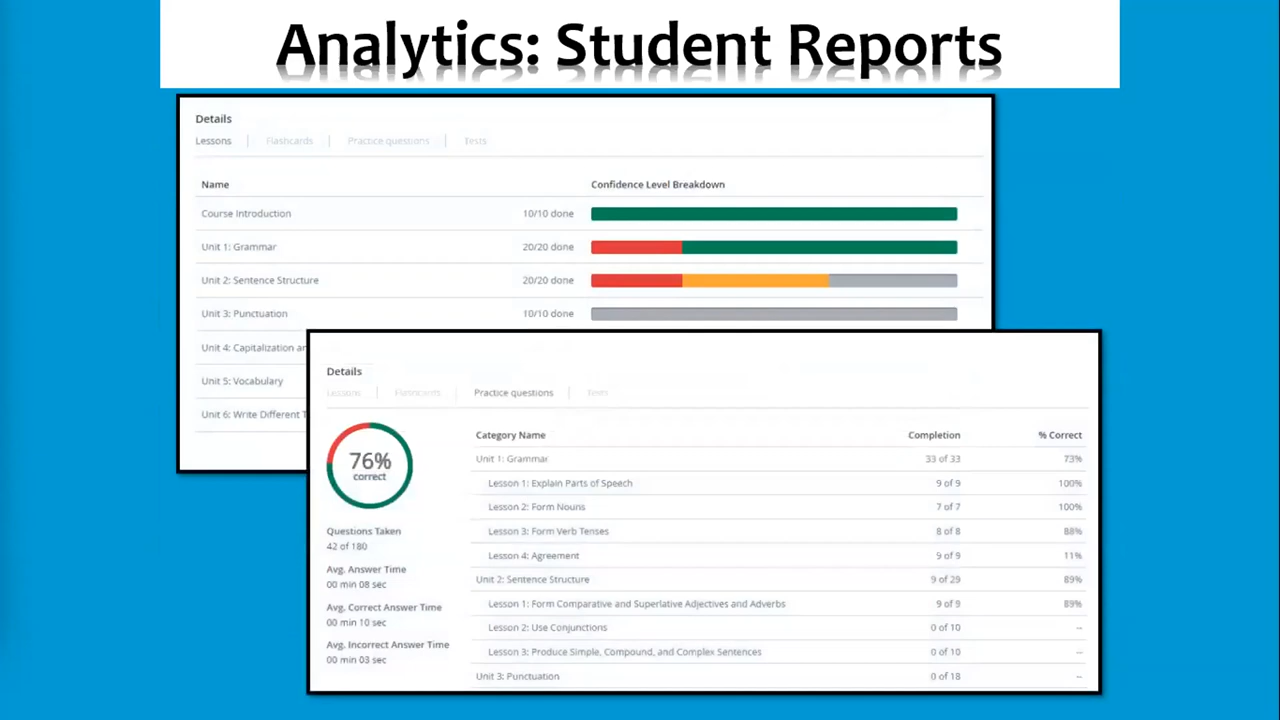 Analytics: Student Reports
Details
Lessons Flashcards Practice questions Tests
Name Confidence Level Breakdown
Course Introduction 10/10 done
Unit 1: Grammar 20/20 done
Unit 2: Sentence Structure 20/20 done
Unit 3: Punctuation 10/10 done
Unit 4: Capitalization
Unit 5: Vocabulary
Unit 6: Write Different
Details
Lessons Flashcards Practice questions Tests
76%
correct
Questions Taken
42 of 180
Avg. Answer Time
00 min 08 sec
Avg. Correct Answer Time
00 min 10 sec
Avg. Incorrect Answer Time
00 min 03 sec
Category Name Completion % Correct
Unit 1: Grammar 33 of 33 73%
Lesson 1: Explain Parts of Speech 9 of 9 100%
Lesson 2: Form Nouns 7 of 7 100%
Lesson 3: Form Verb Tenses 8 of 8 88%
Lesson 4: Agreement 9 of 9 11%
Unit 2: Sentence Structure 9 of 29 89%
Lesson 1: Form Comparative and Superlative Adjectives and Adverbs 9 of 9 89%
Lesson 2: Use Conjunctions 0 of 10 --
Lesson 3: Produce Simple, Compound, and Complex Sentences 0 of 10 --
Unit 3: Punctuation 0 of 18 --